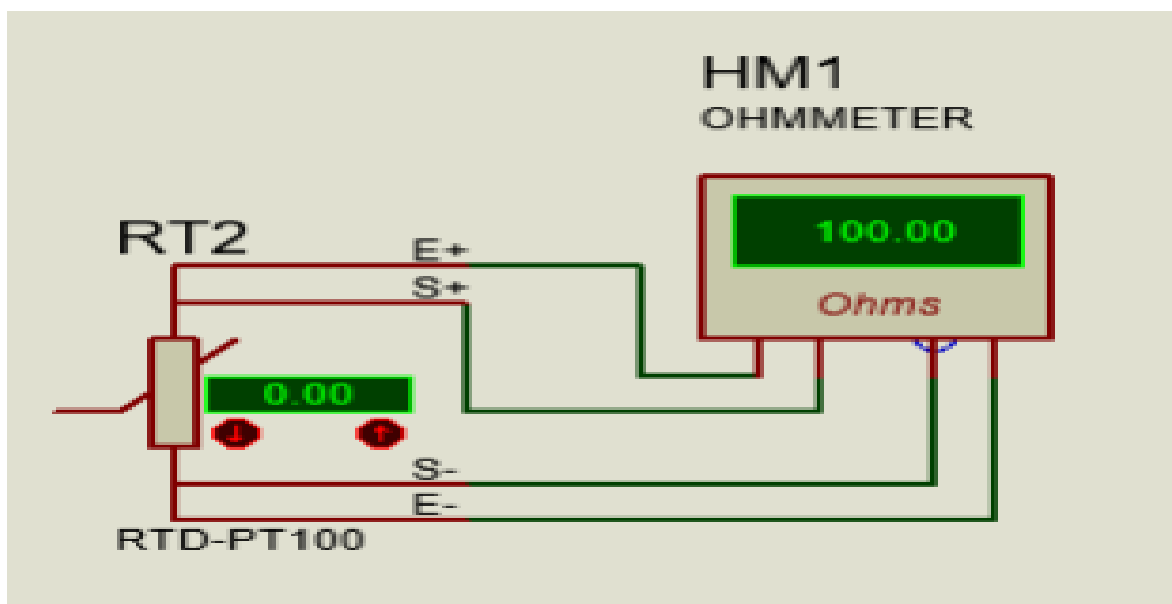 HM1
OHMMETER
100.00
Ohms
RT2
E+
S+
0.00
S-
E-
RTD-PT100